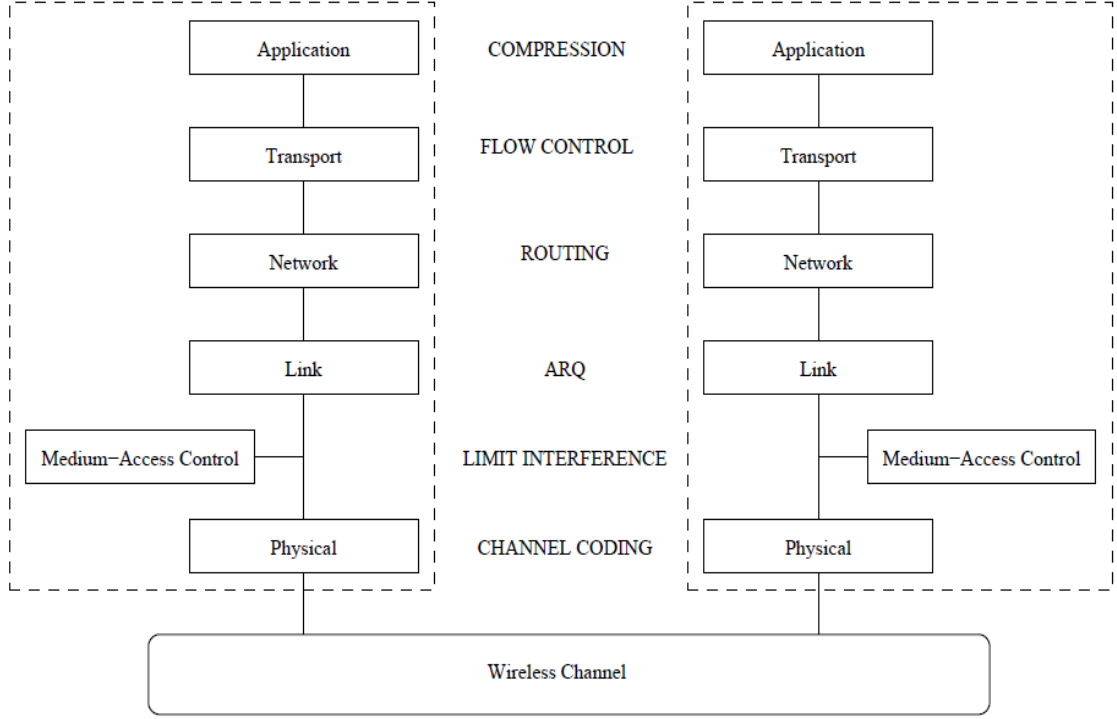 Application
COMPRESSION
Application
Transport
FLOW CONTROL
Transport
Network
ROUTING
Network
Link
ARQ
Link
Medium−Access Control
LIMIT INTERFERENCE
Medium−Access Control
Physical
CHANNEL CODING
Physical
Wireless Channel